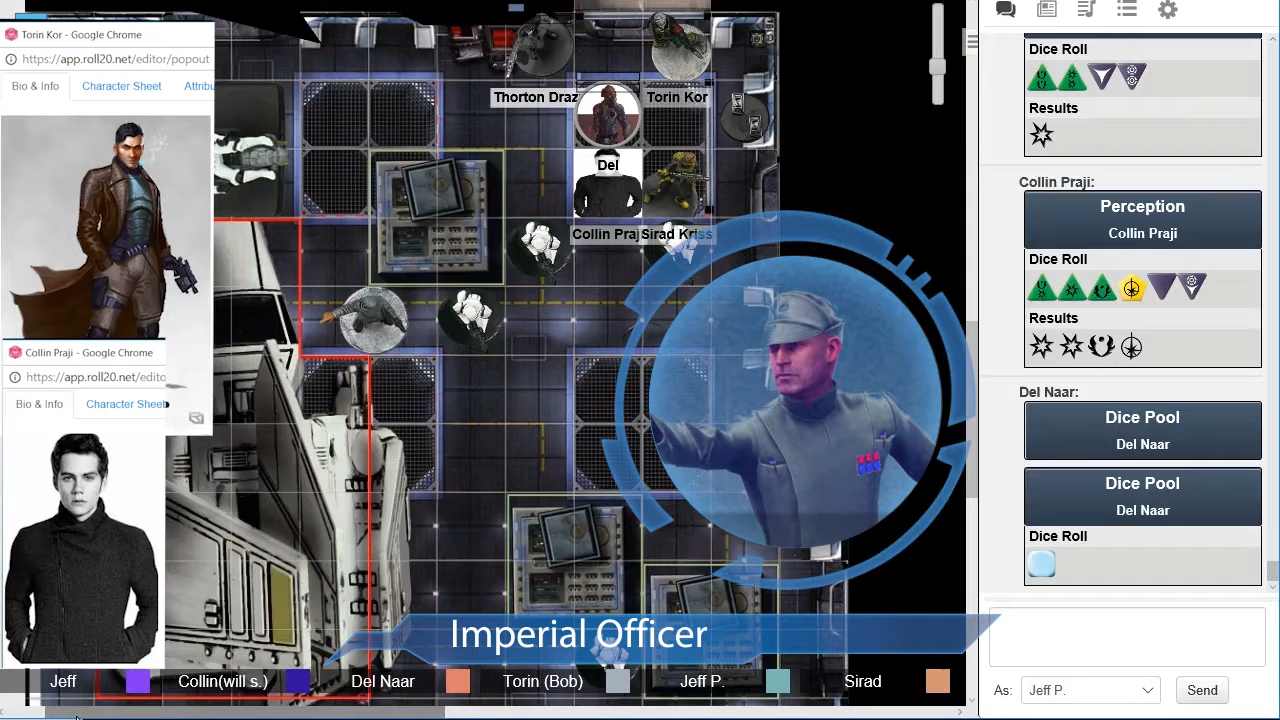 Torin Kor - Google Chrome
https://app.roll20.net/editor/popout
Bio & Info
Character Sheet
Attribu
Collin Praji - Google Chrome
https://app.roll20.net/edito
Bio & Info
Character Sheet
Thorton Draz
Torin Kor
Del
Collin Praj
Sirad Kriss
Imperial Officer
Jeff
Collin(will s.)
Del Naar
Torin (Bob)
Jeff P
Sirad
Dice Roll
Results
Collin Praji:
Perception
Collin Praji
Dice Roll
Results
Del Naar:
Dice Pool
Del Naar
Dice Pool
Del Naar
Dice Roll
As:
Jeff P.
Send